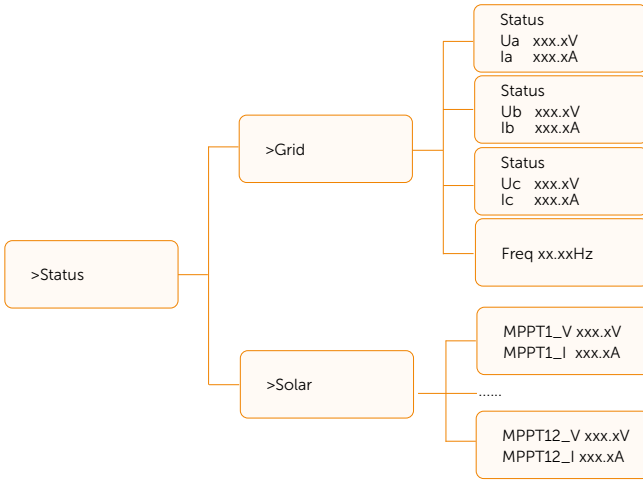 Status
Ua xxx.xV
Ia xxx.xA
Status
Ub xxx.xV
Ib xxx.xA
>Grid
Status
Uc xxx.xV
Ic xxx.xA
Freq xx.xxHz
>Status
MPPT1_V xxx.xV
MPPT1_I xxx.xA
>Solar
......
MPPT12_V xxx.xV
MPPT12_I xxx.xA